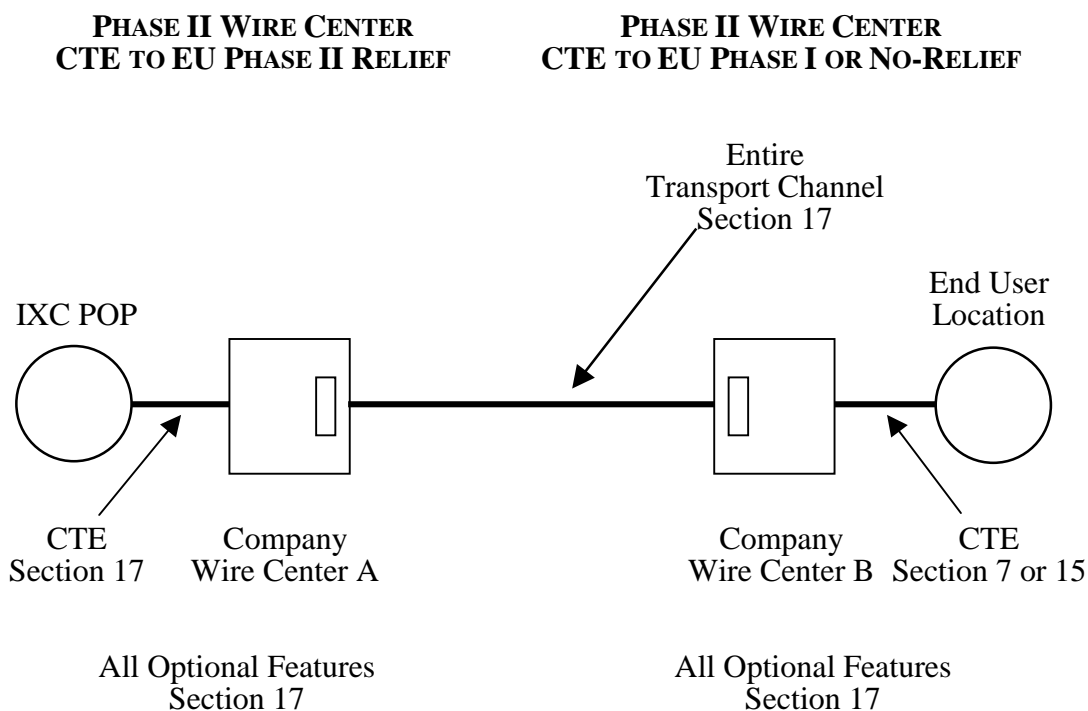 PHASE II WIRE CENTER
CTE TO EU PHASE II RELIEF
PHASE II WIRE CENTER
CTE TO EU PHASE I OR NO-RELIEF
Entire
Transport Channel
Section 17
IXC POP
End User
Location
CTE
Section 17
Company
Wire Center A
Company
Wire Center B
CTE
Section 7 or 15
All Optional Features
Section 17
All Optional Features
Section 17